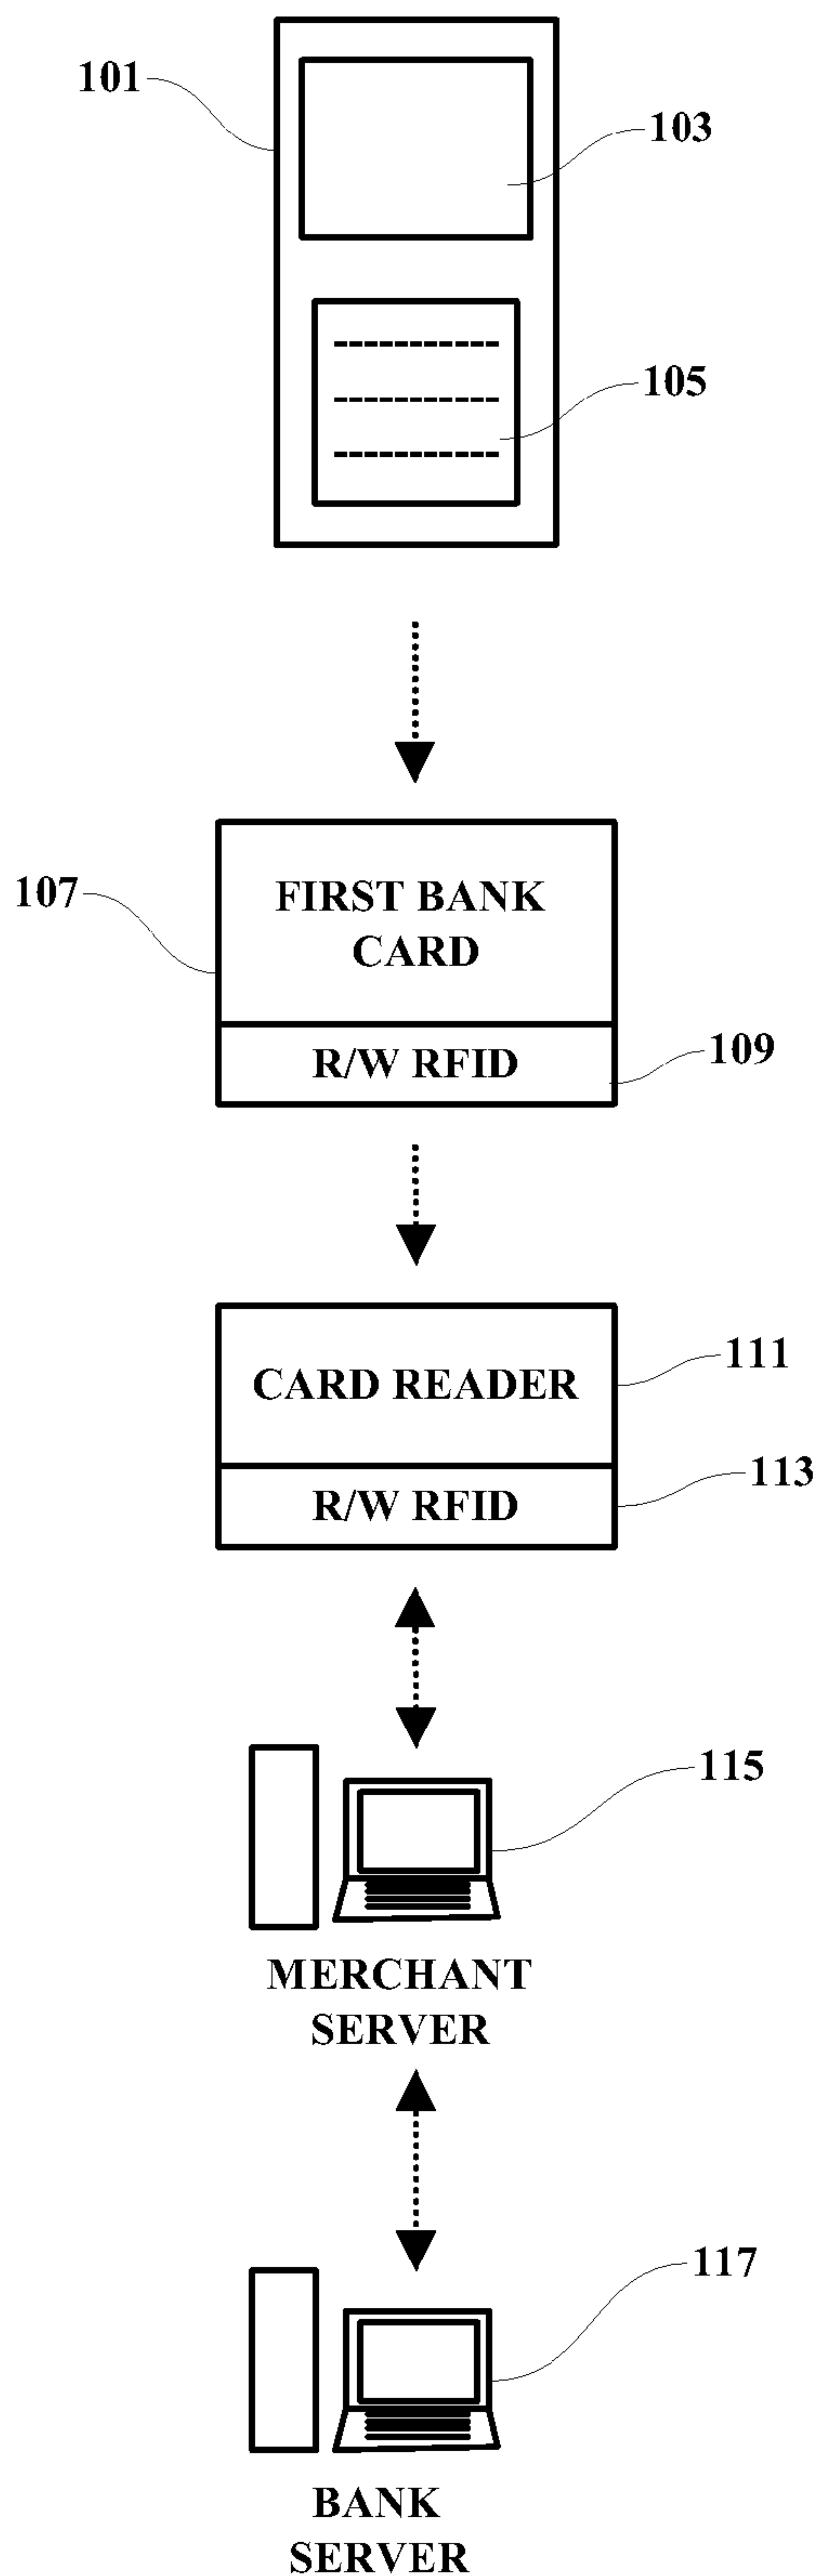 101
103
105
107
FIRST BANK
CARD
R/W RFID
109
CARD READER
111
R/W RFID
113
115
MERCHANT
SERVER
117
BANK
SERVER